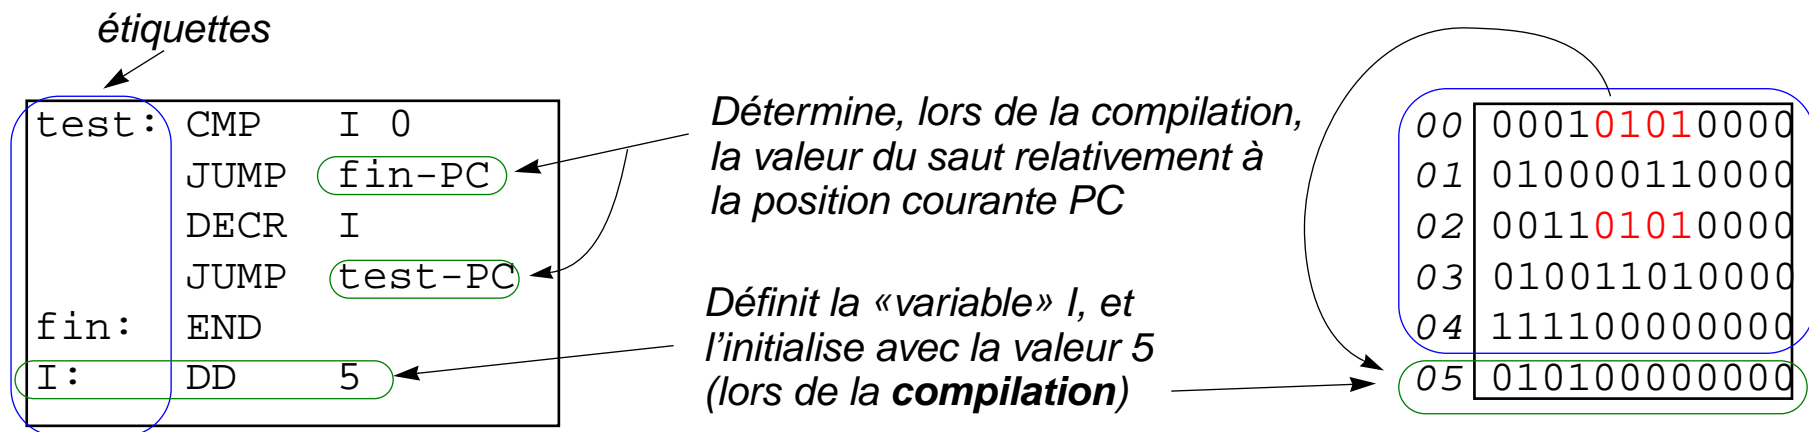 étiquettes
test: CMP I 0
JUMP fin-PC
DECR I
JUMP test-PC
fin: END
I: DD 5
Détermine, lors de la compilation,
la valeur du saut relativement à
la position courante PC
Définit la «variable» I, et
l'initialise avec la valeur 5
(lors de la compilation)
00 000101010000
01 010000110000
02 001101010000
03 010011010000
04 111100000000
05 010100000000